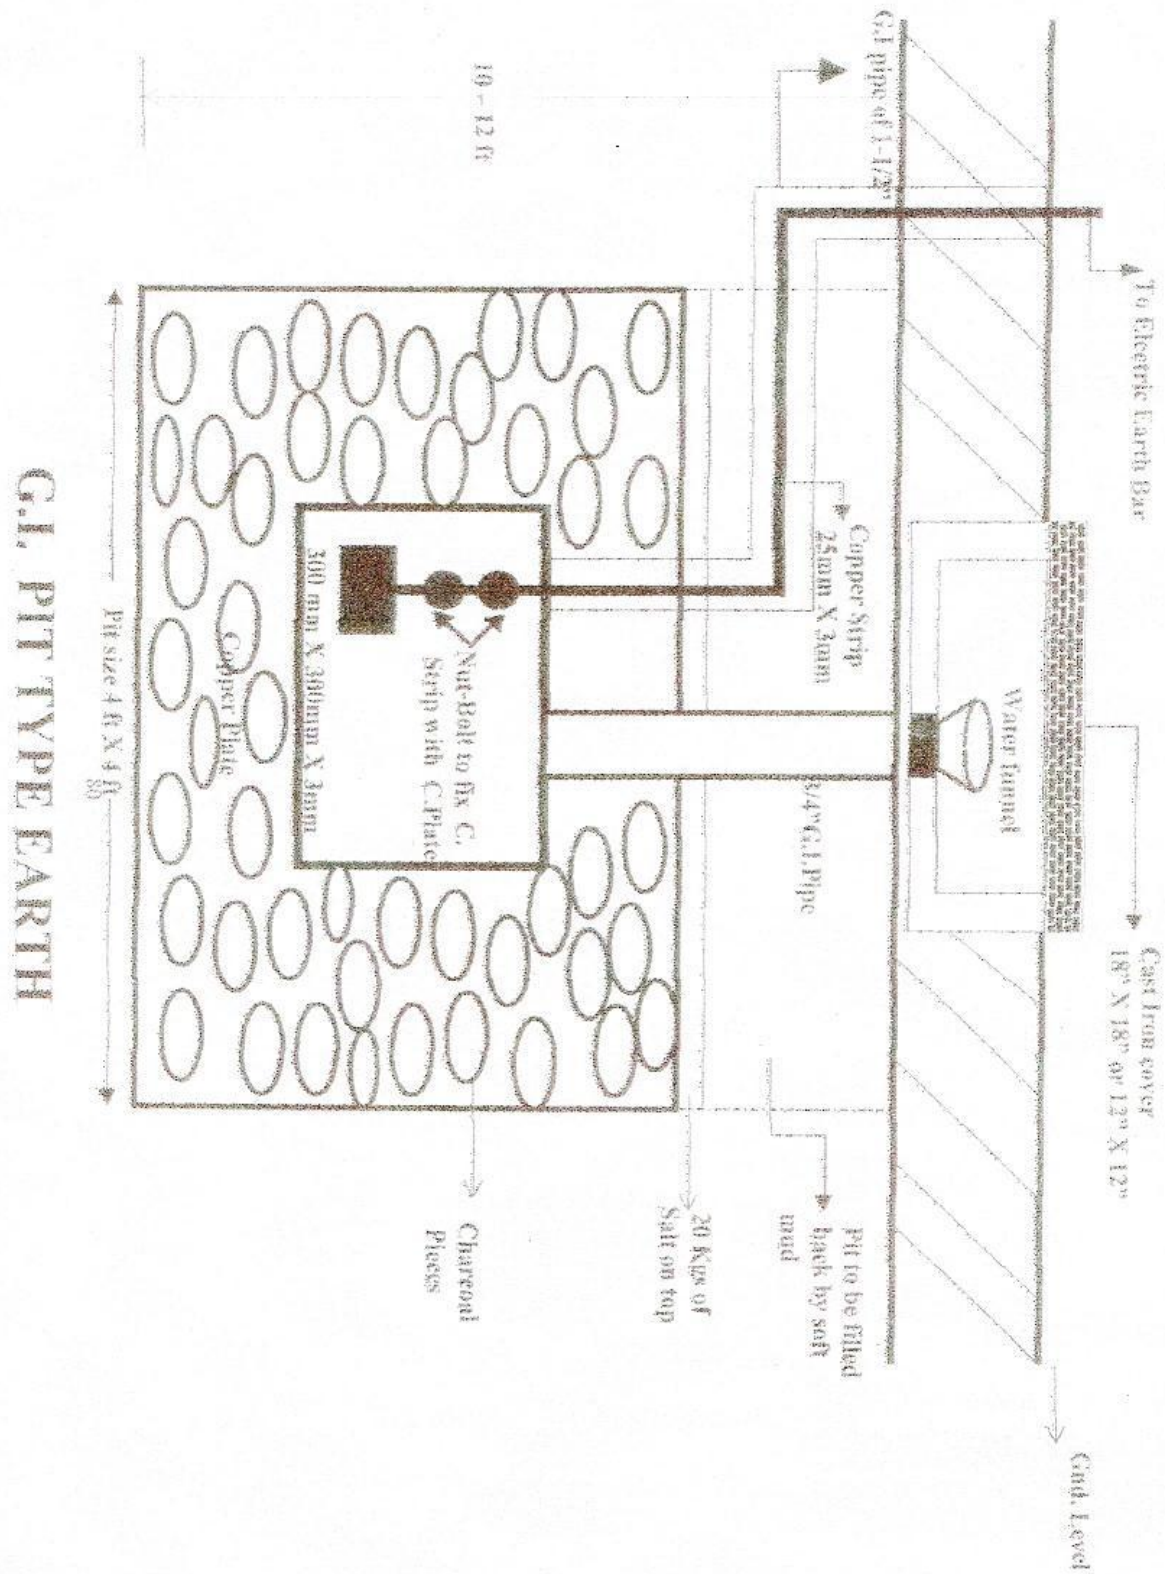 To Electric Earth Bar
Cast Iron cover
18" X 18" or 12" X 12"
Gnd. Level
G.I pipe of 1-1/2"
Water funnel
Copper Strip
25mm X 3mm
3/4" G.I.Pipe
Pit to be filled
back by soft
mud
10 - 12 ft
20 Kgs of
Salt on top
Nut-Bolt to fix C.
Strip with C.Plate
Charcoal
Pieces
300 mm X 300mm X 3mm
Copper Plate
Pit size 4 ft X 4 ft
sq
G.I. PIT TYPE EARTH